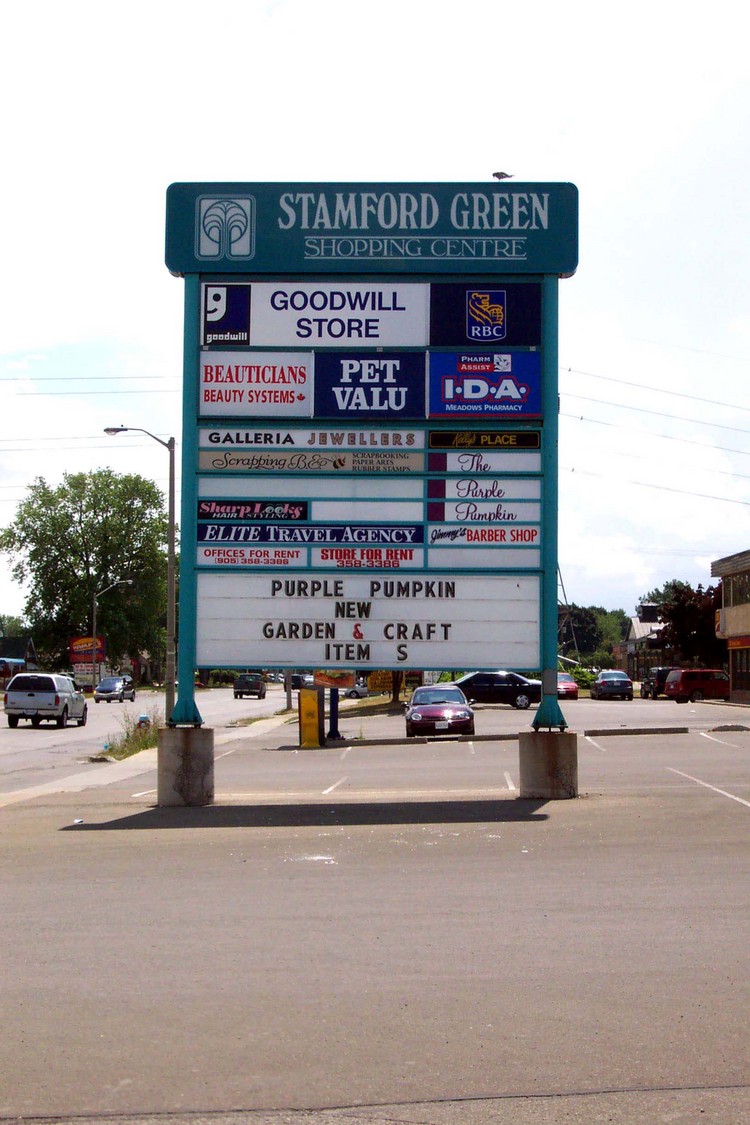 STAMFORD GREEN
SHOPPING CENTRE
goodwill
GOODWILL
STORE
RBC
BEAUTICIANS
BEAUTY SYSTEMS
PET
VALU
PHARM
ASSIST
I·D·A·
MEADOWS PHARMACY
GALLERIA JEWELLERS
Kelly's PLACE
Scrapping B.E.
SCRAPBOOKING
PAPER ARTS
RUBBER STAMPS
The
Purple
Pumpkin
Sharp Looks
HAIR STYLING
ELITE TRAVEL AGENCY
Jimmy's BARBER SHOP
OFFICES FOR RENT
(905) 358-3386
STORE FOR RENT
358-3386
PURPLE PUMPKIN
NEW
GARDEN & CRAFT
ITEM S